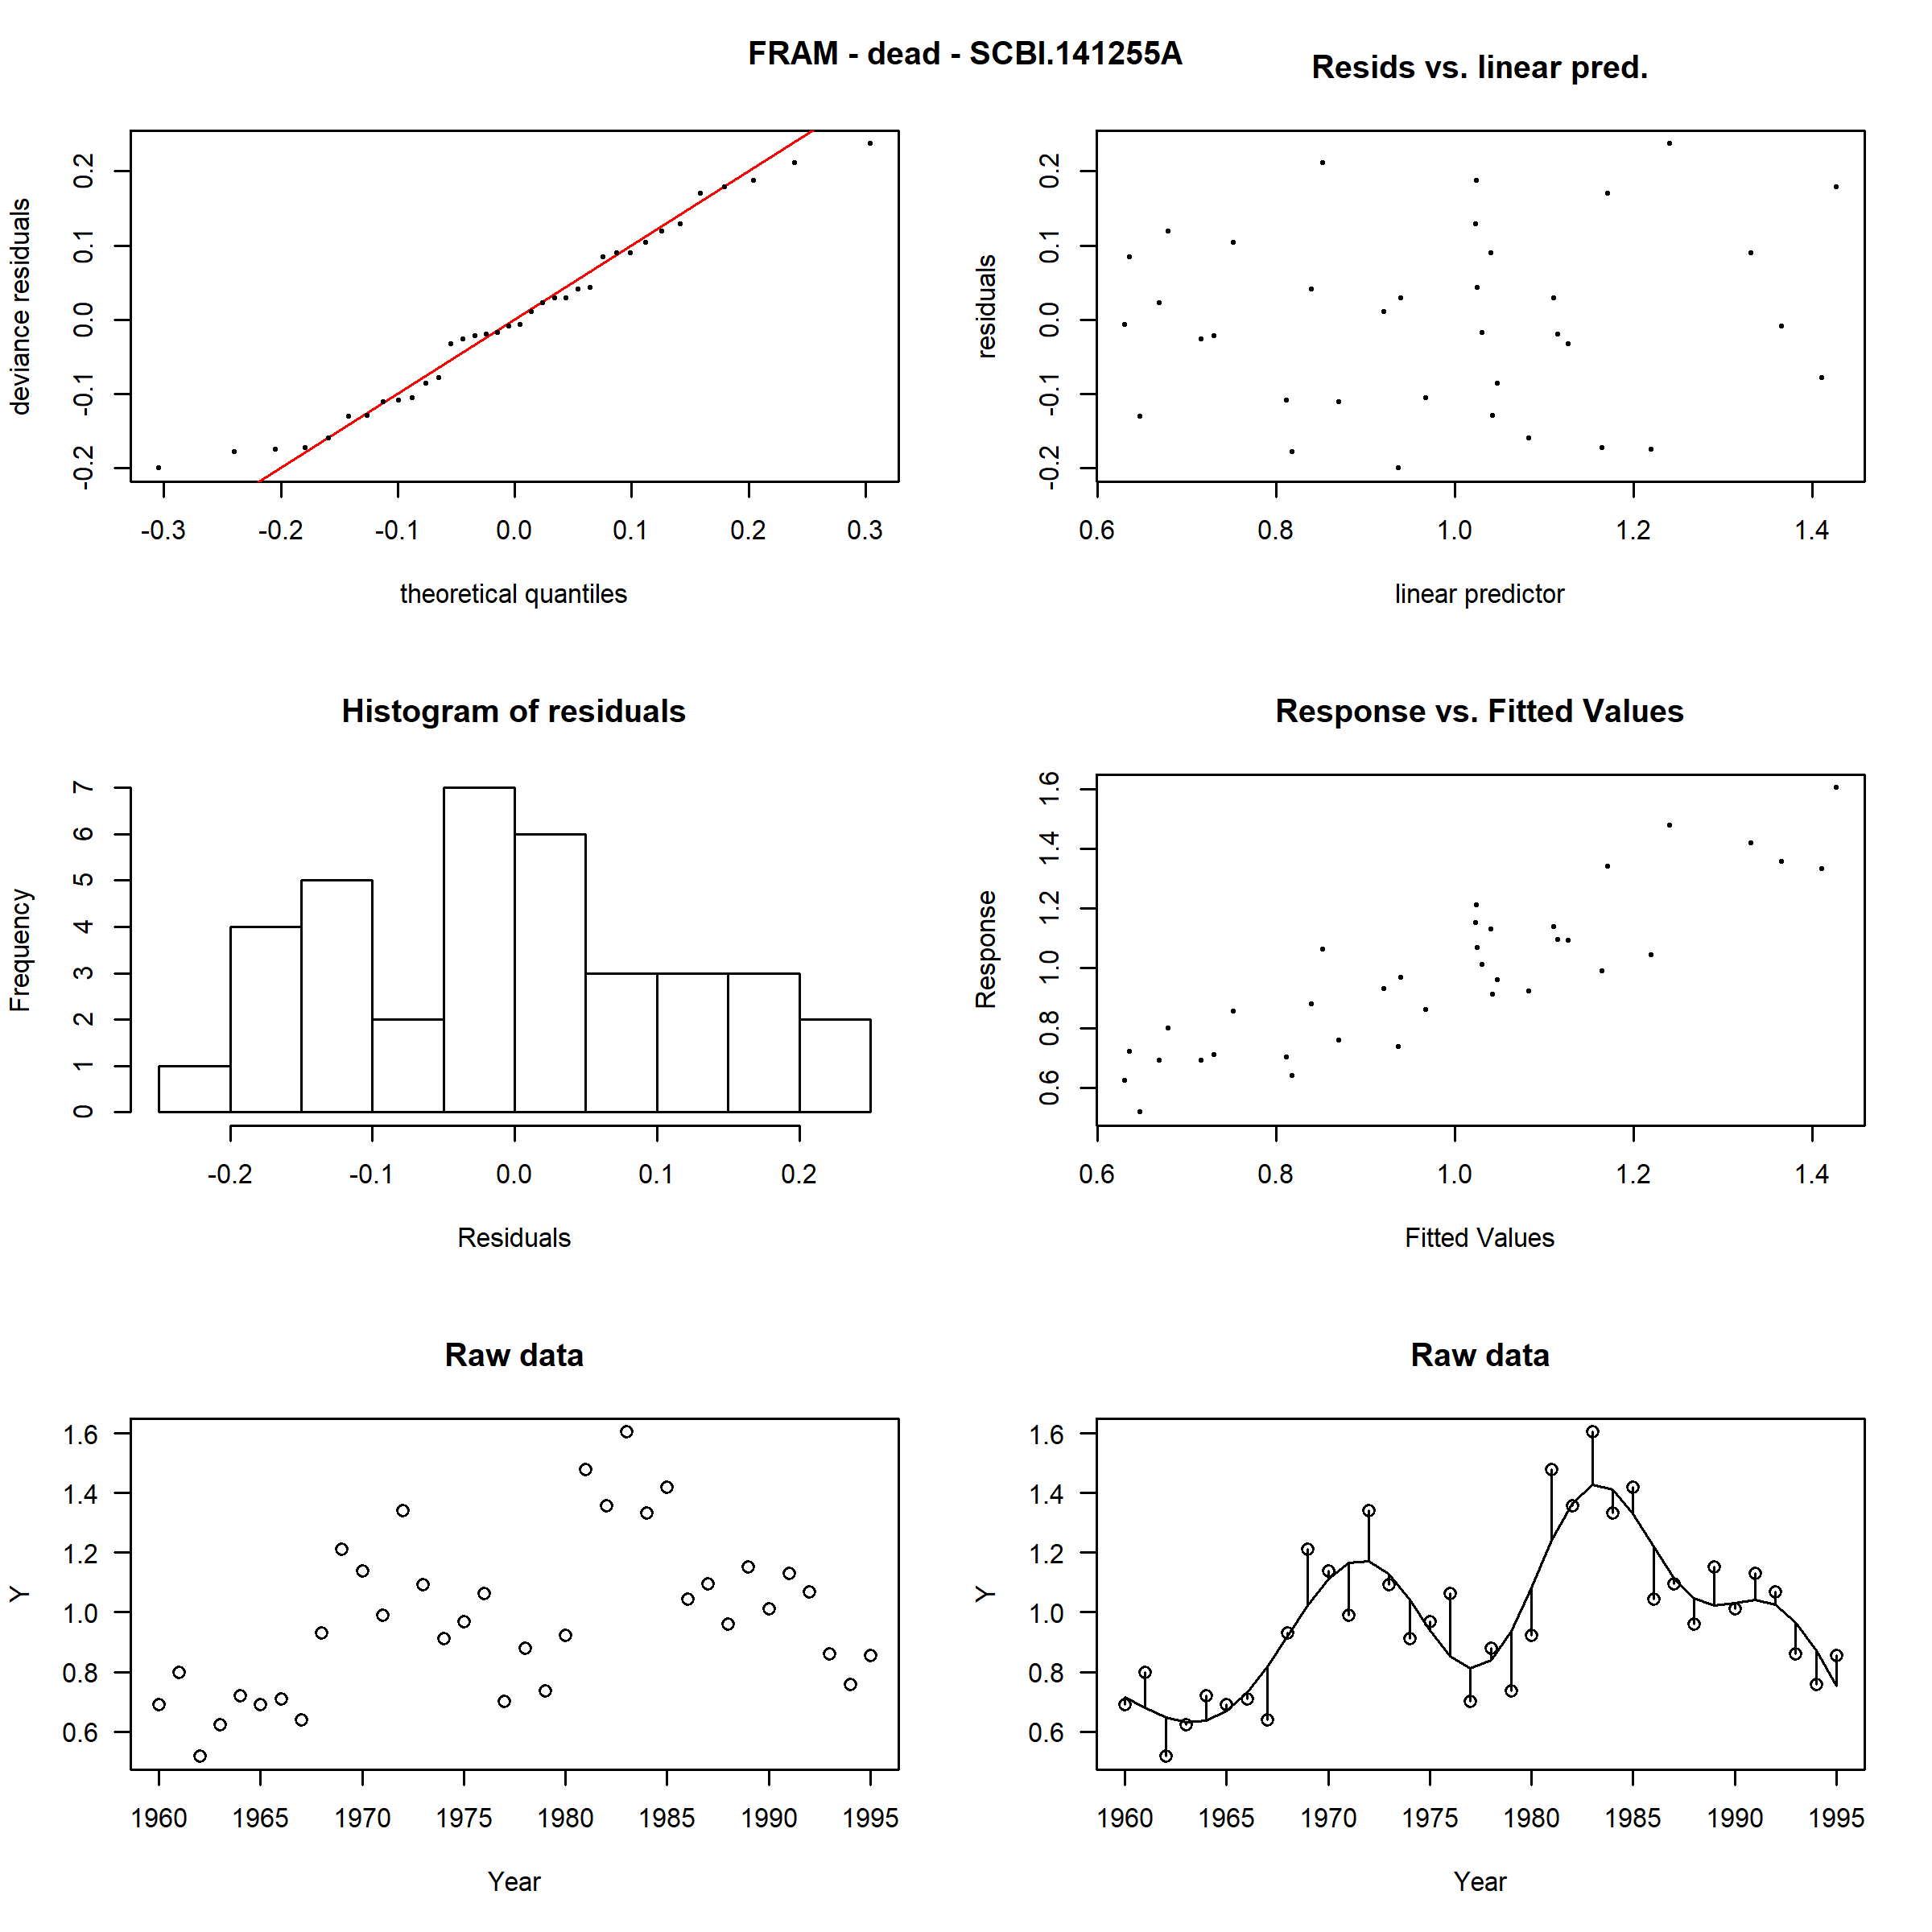 FRAM - dead - SCBI.141255A
Resids vs. linear pred.
deviance residuals
0.2
0.1
0.0
-0.1
-0.2
-0.3 -0.2 -0.1 0.0 0.1 0.2 0.3
theoretical quantiles
residuals
0.2
0.1
0.0
-0.1
-0.2
0.6 0.8 1.0 1.2 1.4
linear predictor
Histogram of residuals
Frequency
7
6
5
4
3
2
1
0
-0.2 -0.1 0.0 0.1 0.2
Residuals
Response vs. Fitted Values
Response
1.6
1.4
1.2
1.0
0.8
0.6
0.6 0.8 1.0 1.2 1.4
Fitted Values
Raw data
Y
1.6
1.4
1.2
1.0
0.8
0.6
1960 1965 1970 1975 1980 1985 1990 1995
Year
Raw data
Y
1.6
1.4
1.2
1.0
0.8
0.6
1960 1965 1970 1975 1980 1985 1990 1995
Year